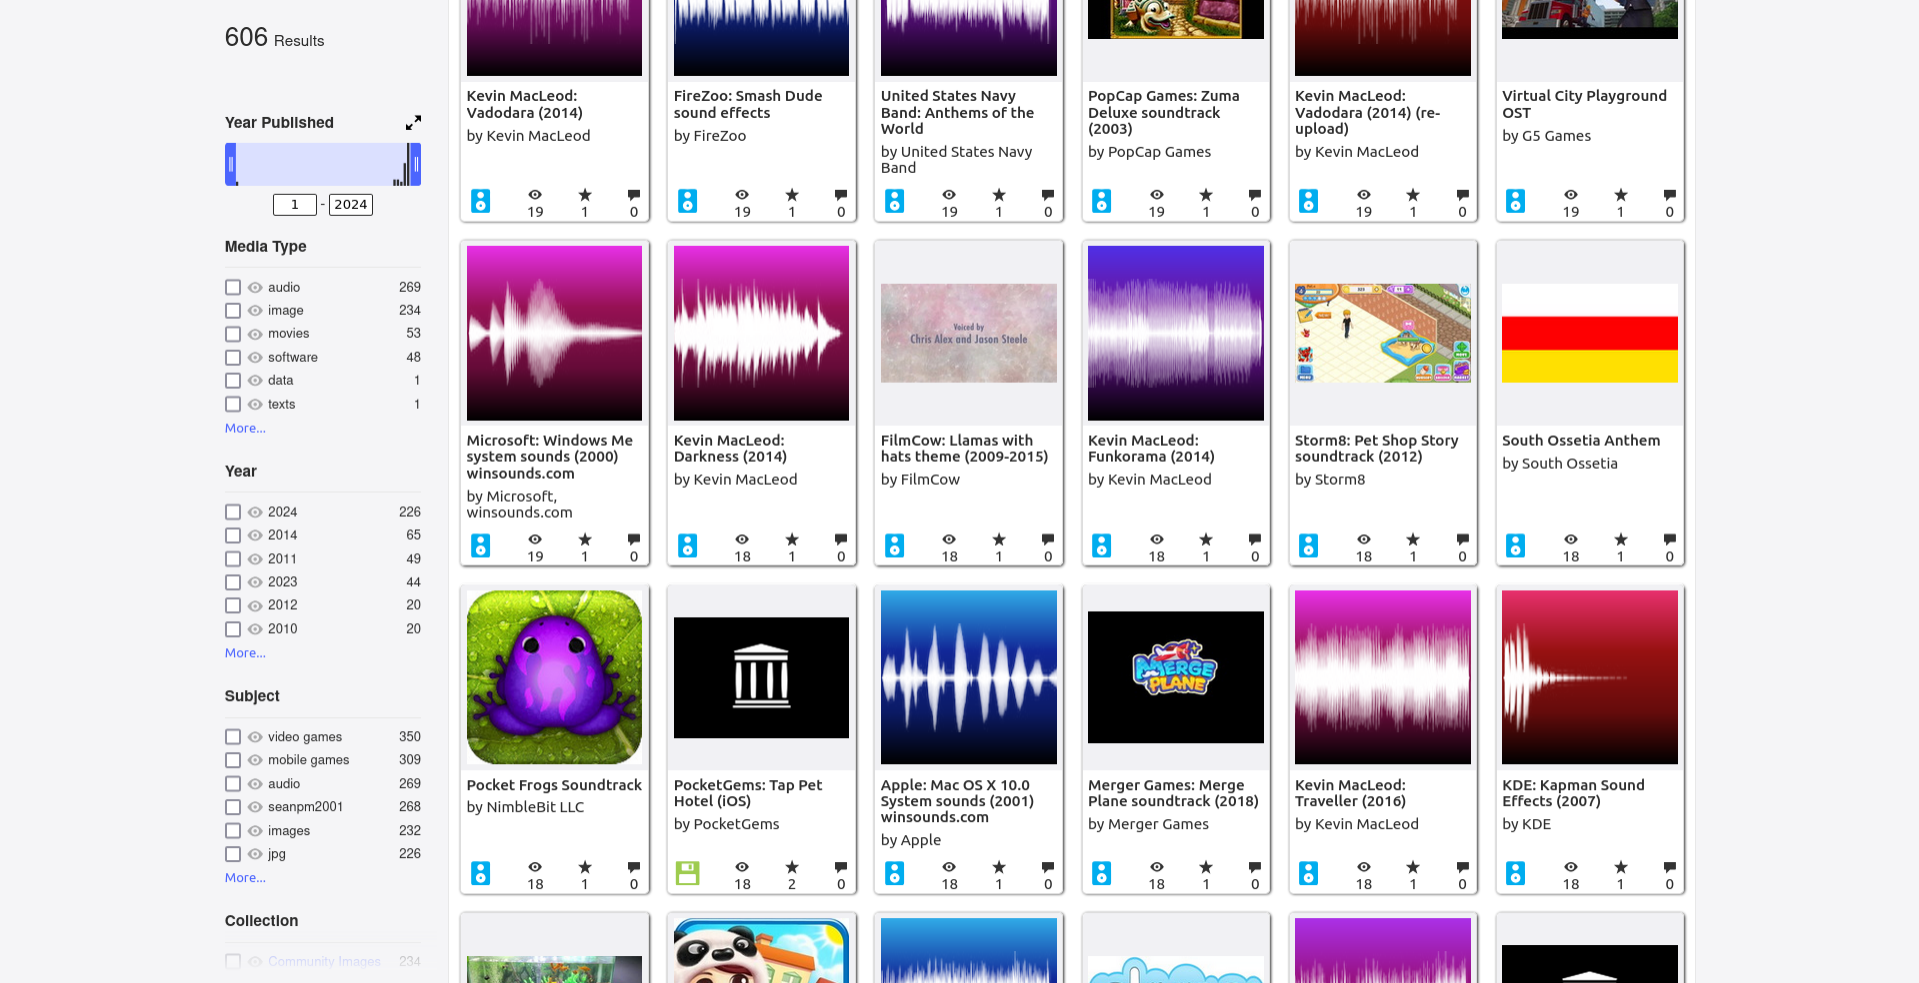 606 Results
Year Published
1 - 2024
Media Type
audio 269
image 234
movies 53
software 48
data 1
texts 1
More...
Year
2024 226
2014 65
2011 49
2023 44
2012 20
2010 20
More...
Subject
video games 350
mobile games 309
audio 269
seanpm2001 268
images 232
jpg 226
More...
Collection
Community Images 234
Kevin MacLeod:
Vadodara (2014)
by Kevin MacLeod
19 1 0
FireZoo: Smash Dude
sound effects
by FireZoo
19 1 0
United States Navy
Band: Anthems of the
World
by United States Navy
Band
19 1 0
PopCap Games: Zuma
Deluxe soundtrack
(2003)
by PopCap Games
19 1 0
Kevin MacLeod:
Vadodara (2014) (re-
upload)
by Kevin MacLeod
19 1 0
Virtual City Playground
OST
by G5 Games
19 1 0
Microsoft: Windows Me
system sounds (2000)
winsounds.com
by Microsoft,
winsounds.com
19 1 0
Kevin MacLeod:
Darkness (2014)
by Kevin MacLeod
18 1 0
Voiced by
Chris Alex and Jason Steele
FilmCow: Llamas with
hats theme (2009-2015)
by FilmCow
18 1 0
Kevin MacLeod:
Funkorama (2014)
by Kevin MacLeod
18 1 0
Storm8: Pet Shop Story
soundtrack (2012)
by Storm8
18 1 0
South Ossetia Anthem
by South Ossetia
18 1 0
Pocket Frogs Soundtrack
by NimbleBit LLC
18 1 0
PocketGems: Tap Pet
Hotel (iOS)
by PocketGems
18 2 0
Apple: Mac OS X 10.0
System sounds (2001)
winsounds.com
by Apple
18 1 0
MERGE
PLANE
Merger Games: Merge
Plane soundtrack (2018)
by Merger Games
18 1 0
Kevin MacLeod:
Traveller (2016)
by Kevin MacLeod
18 1 0
KDE: Kapman Sound
Effects (2007)
by KDE
18 1 0